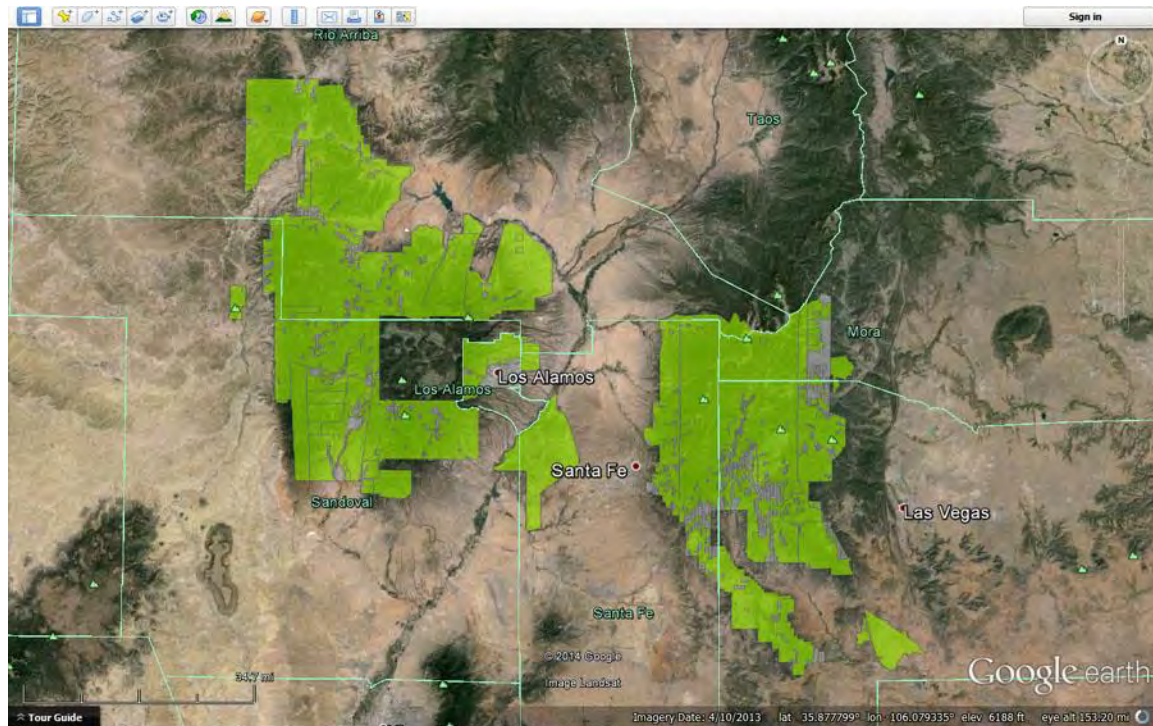 Sign in
N
Rio Arriba
Taos
Mora
Los Alamos
Los Alamos
Santa Fe
Las Vegas
Sandoval
Santa Fe
© 2014 Google
Image Landsat
34.7 mi
Google earth
Tour Guide
Imagery Date: 4/10/2013 lat 35.877799° lon 106.079335° elev 6188 ft eye alt 153.20 mi